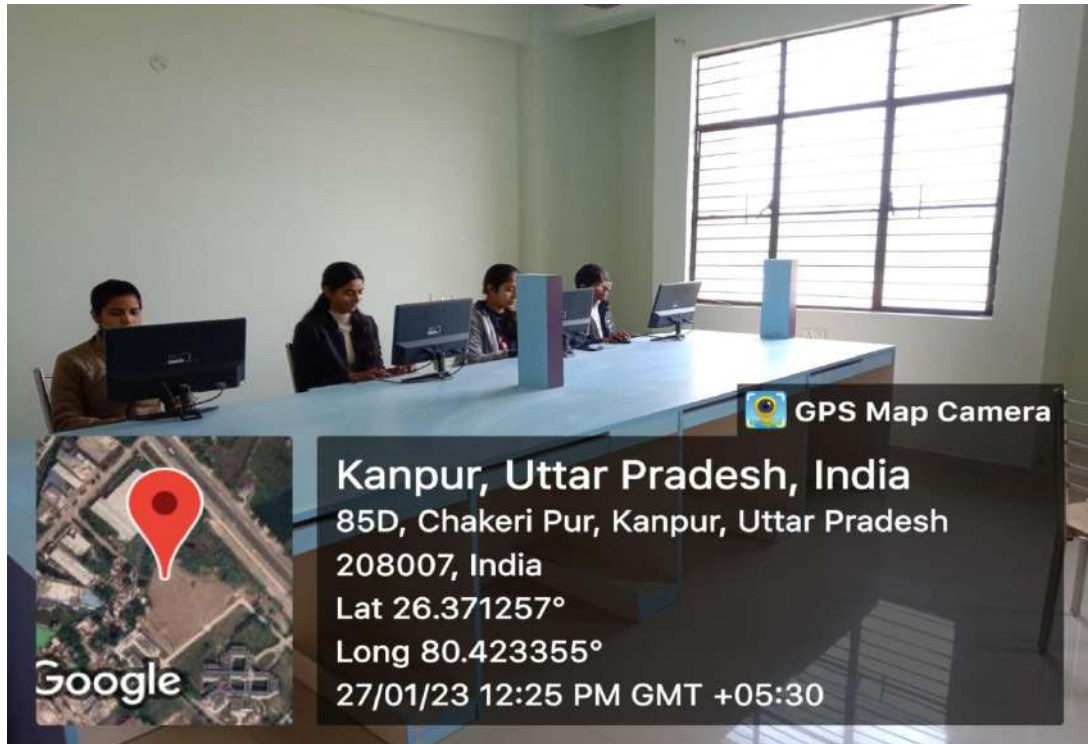 GPS Map Camera
Kanpur, Uttar Pradesh, India
85D, Chakeri Pur, Kanpur, Uttar Pradesh
208007, India
Lat 26.371257°
Long 80.423355°
27/01/23 12:25 PM GMT +05:30
Google